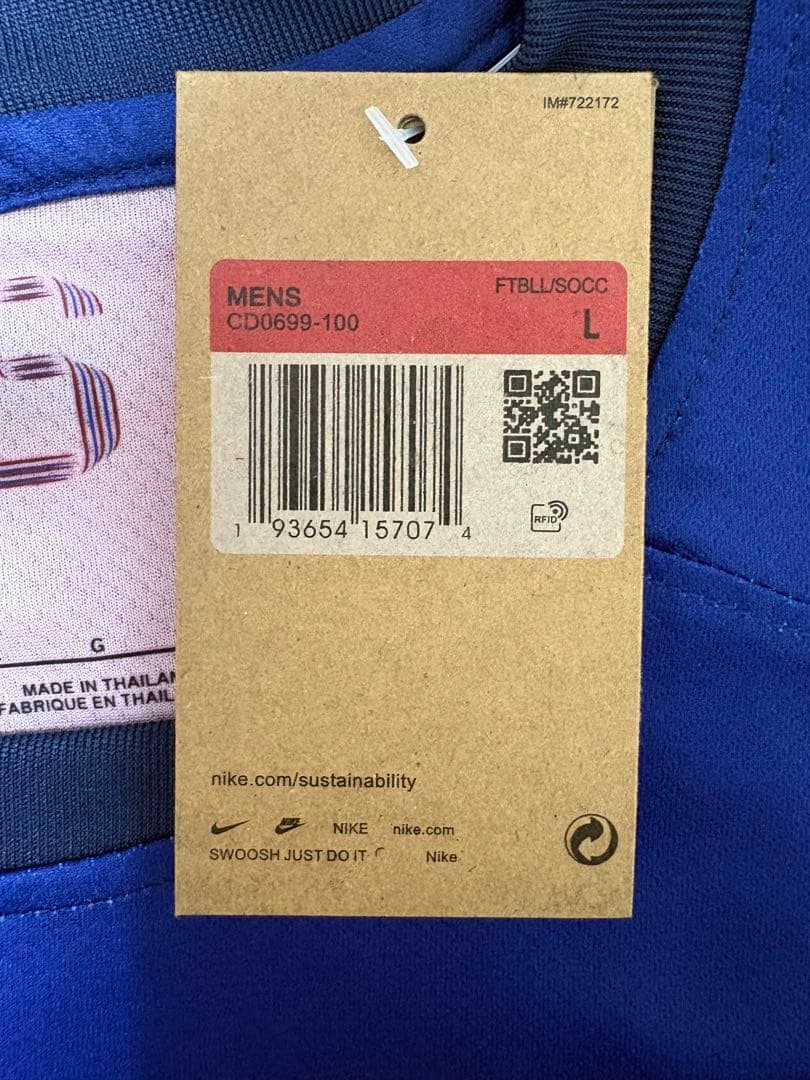 IM#722172
MENS
FTBLL/SOCC
CD0699-100
L
1 93654 15707 4
RFID
G
MADE IN THAILAN
FABRIQUE EN THAIL
nike.com/sustainability
NIKE nike.com
SWOOSH JUST DO IT Nike